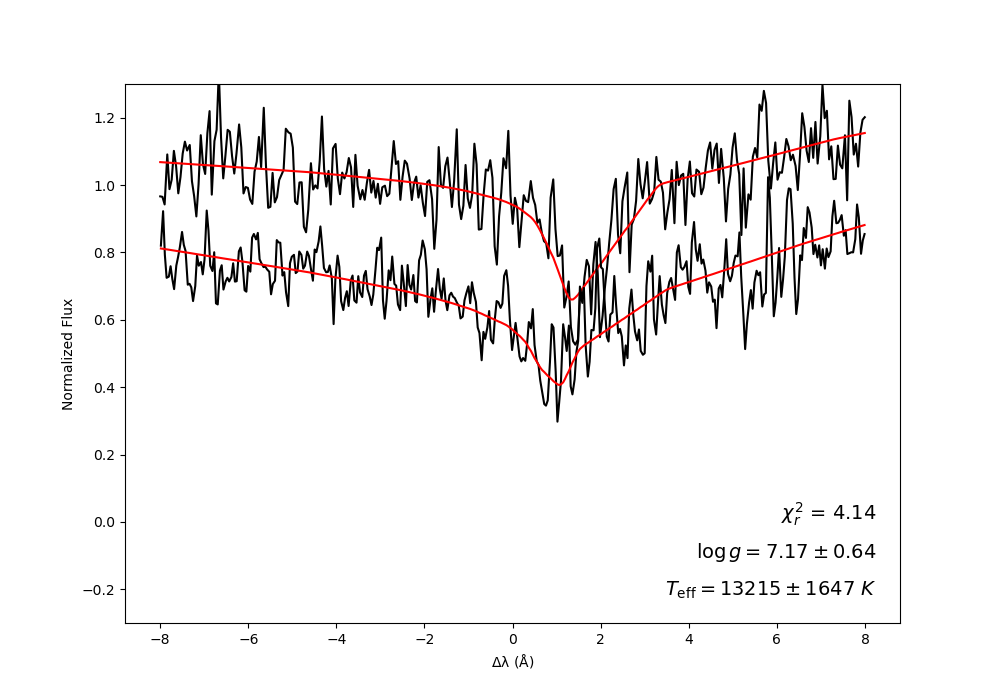 1.2
1.0
0.8
0.6
0.4
0.2
0.0
−0.2
Normalized Flux
χ²ᵣ = 4.14
log g = 7.17 ± 0.64
T_eff = 13215 ± 1647 K
−8 −6 −4 −2 0 2 4 6 8
Δλ (Å)